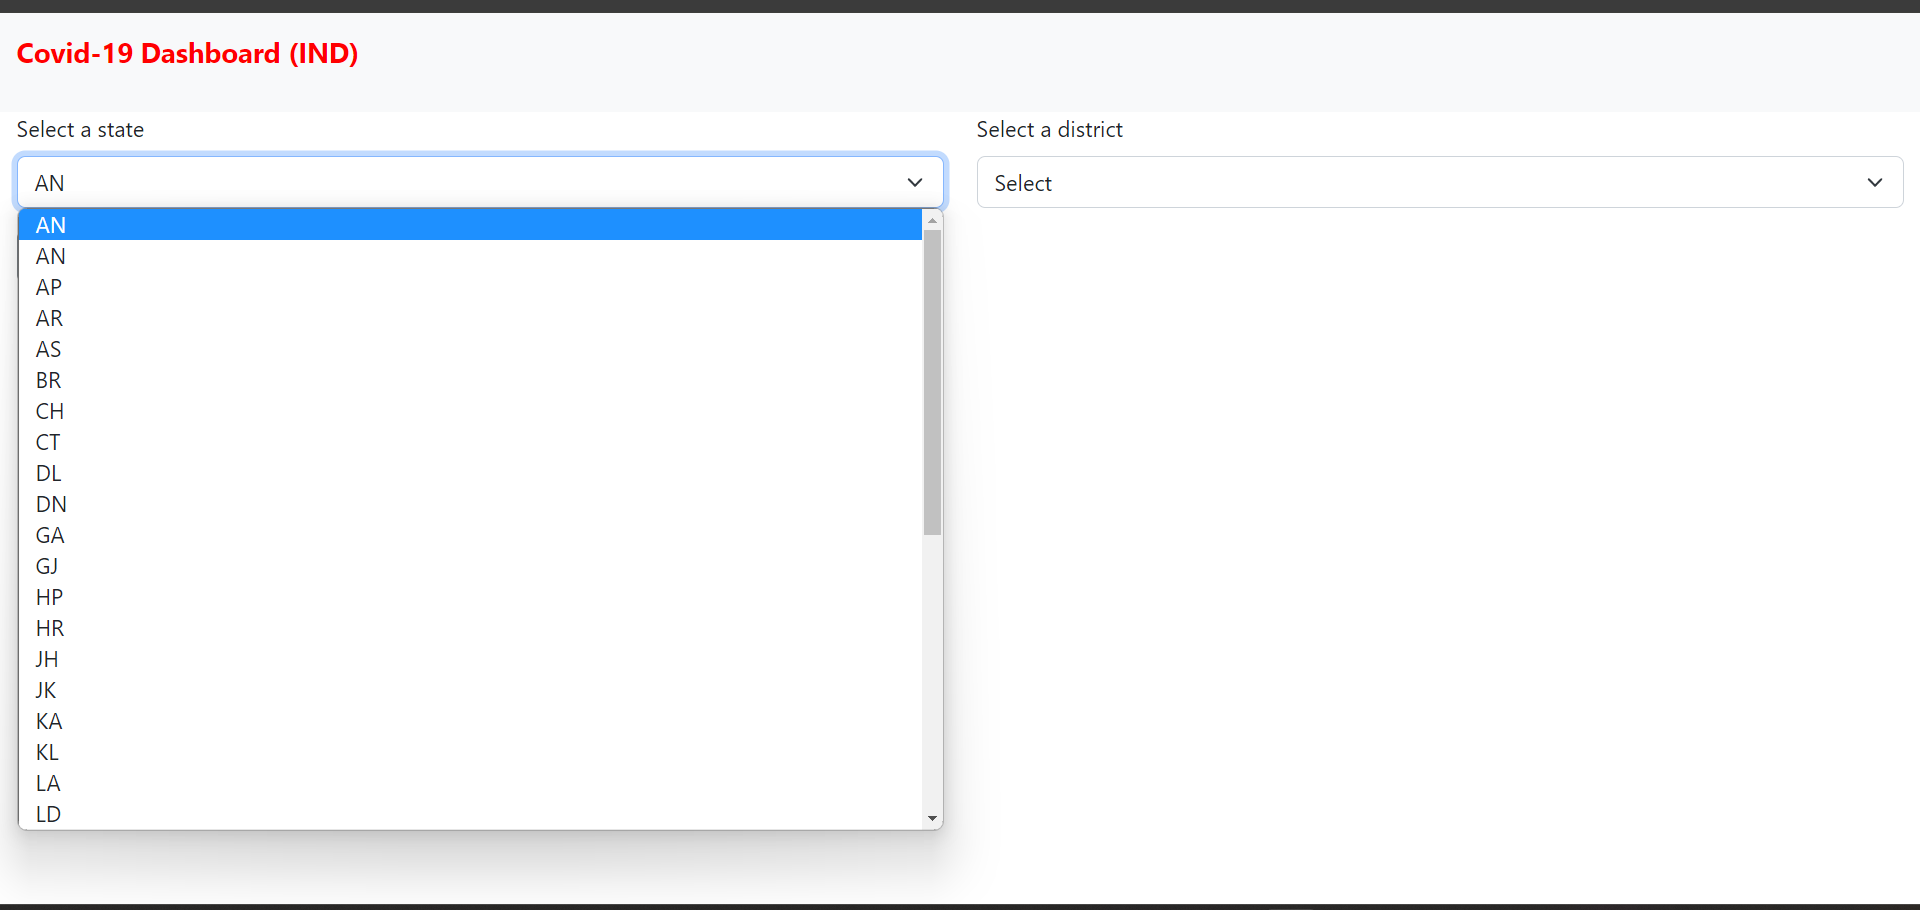 Covid-19 Dashboard (IND)
Select a state
Select a district
AN
Select
AN
AN
AP
AR
AS
BR
CH
CT
DL
DN
GA
GJ
HP
HR
JH
JK
KA
KL
LA
LD